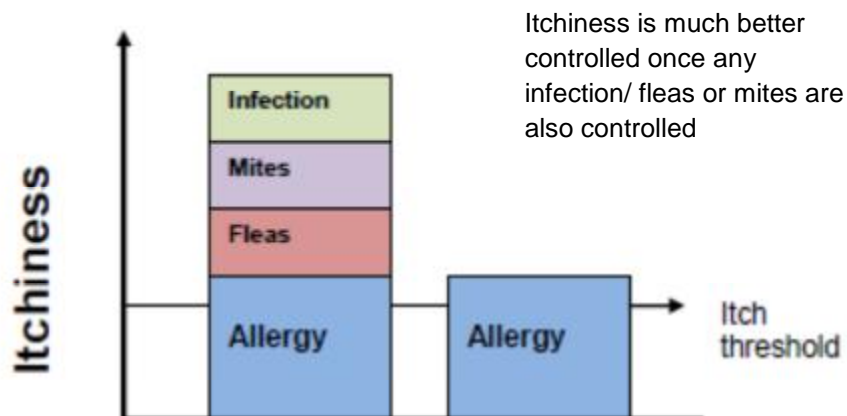 Itchiness is much better
controlled once any
infection/ fleas or mites are
also controlled
Itchiness
Infection
Mites
Fleas
Allergy
Allergy
Itch
threshold